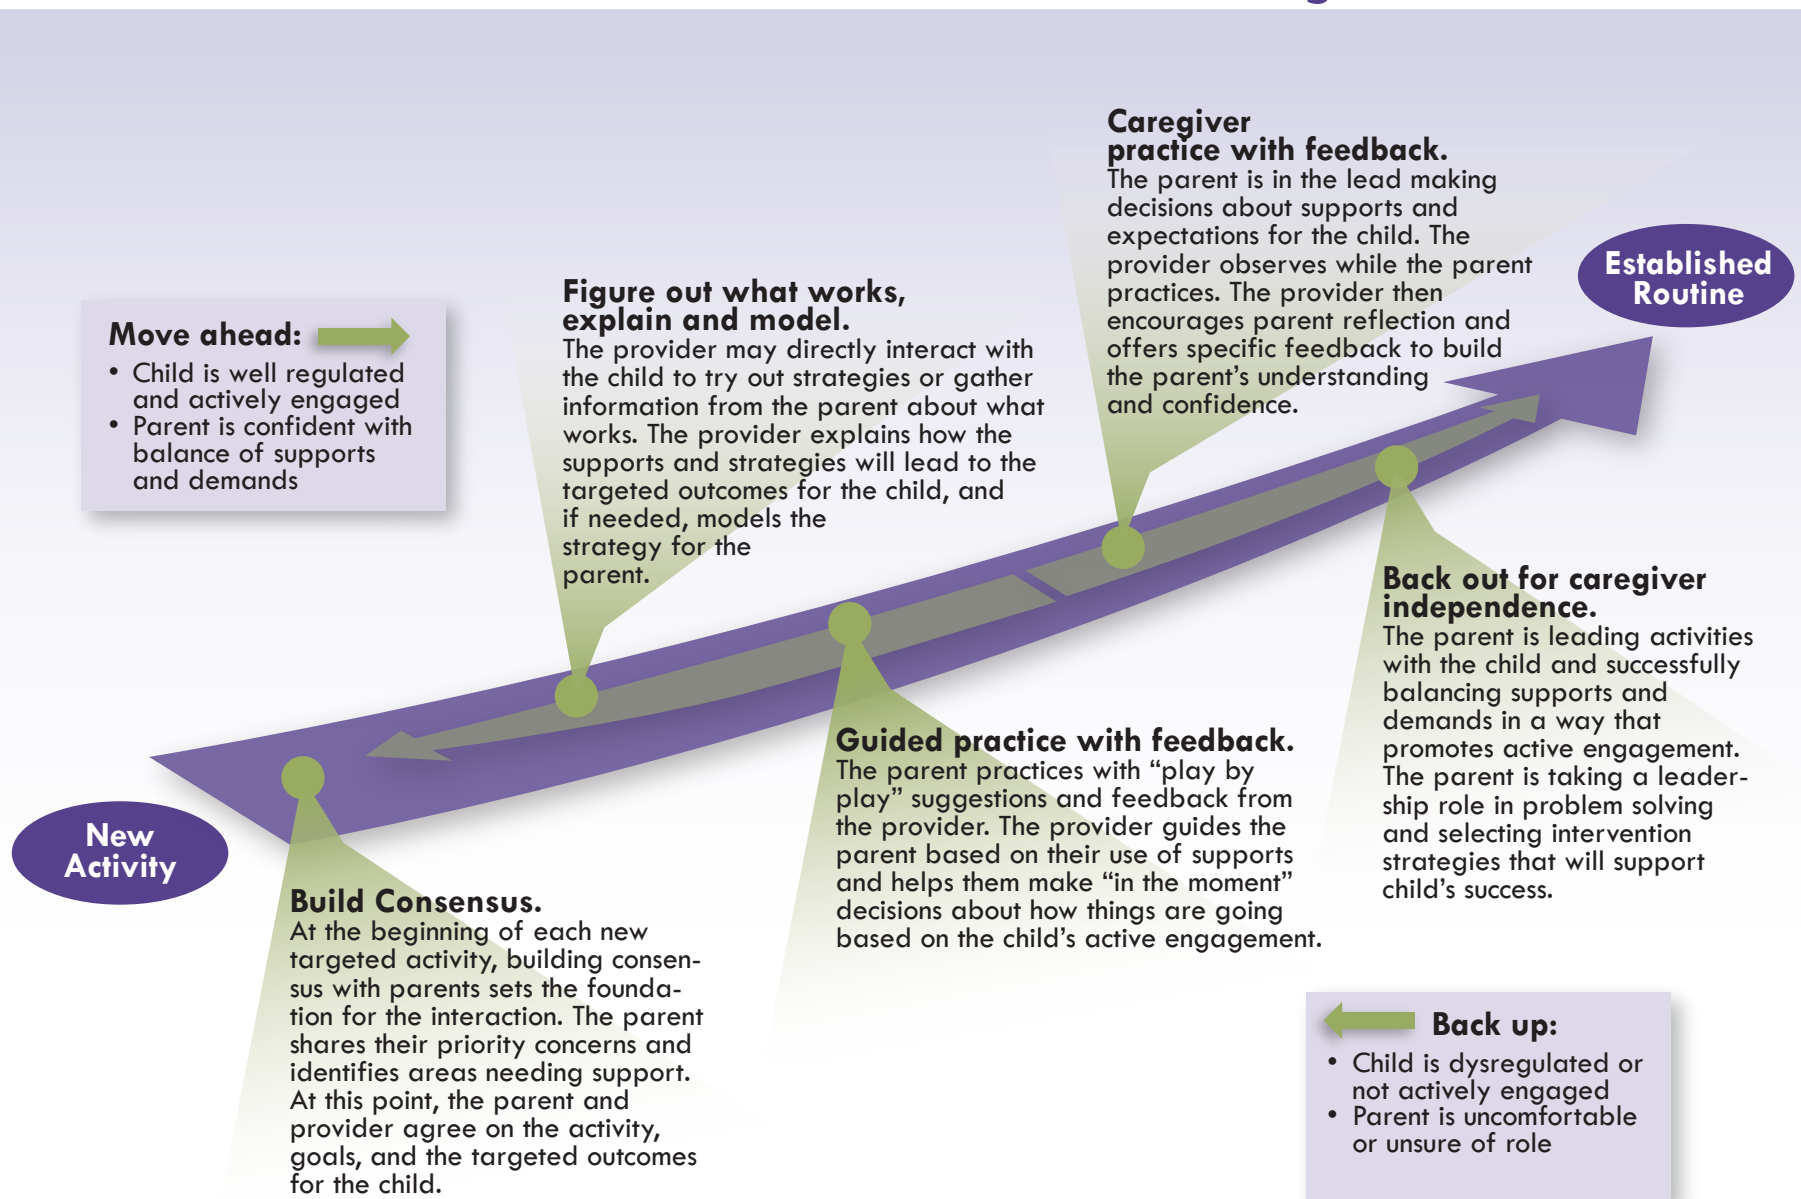 Caregiver
practice with feedback.
The parent is in the lead making
decisions about supports and
expectations for the child. The
provider observes while the parent
practices. The provider then
encourages parent reflection and
offers specific feedback to build
the parent's understanding
and confidence.
Established
Routine
Figure out what works,
explain and model.
The provider may directly interact with
the child to try out strategies or gather
information from the parent about what
works. The provider explains how the
supports and strategies will lead to the
targeted outcomes for the child, and
if needed, models the
strategy for the
parent.
Move ahead:
• Child is well regulated
and actively engaged
• Parent is confident with
balance of supports
and demands
Back out for caregiver
independence.
The parent is leading activities
with the child and successfully
balancing supports and
demands in a way that
promotes active engagement.
The parent is taking a leader-
ship role in problem solving
and selecting intervention
strategies that will support
child's success.
Guided practice with feedback.
The parent practices with “play by
play” suggestions and feedback from
the provider. The provider guides the
parent based on their use of supports
and helps them make “in the moment”
decisions about how things are going
based on the child's active engagement.
New
Activity
Build Consensus.
At the beginning of each new
targeted activity, building consen-
sus with parents sets the founda-
tion for the interaction. The parent
shares their priority concerns and
identifies areas needing support.
At this point, the parent and
provider agree on the activity,
goals, and the targeted outcomes
for the child.
Back up:
• Child is dysregulated or
not actively engaged
• Parent is uncomfortable
or unsure of role